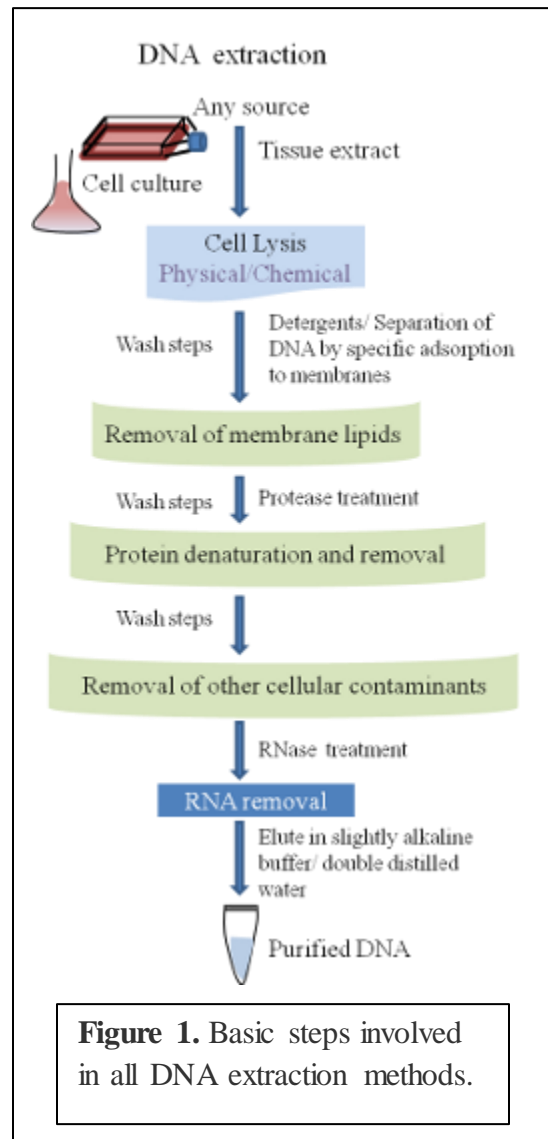 DNA extraction
Any source
Tissue extract
Cell culture
Cell Lysis
Physical/Chemical
Wash steps
Detergents/ Separation of
DNA by specific adsorption
to membranes
Removal of membrane lipids
Wash steps
Protease treatment
Protein denaturation and removal
Wash steps
Removal of other cellular contaminants
RNase treatment
RNA removal
Elute in slightly alkaline
buffer/ double distilled
water
Purified DNA
Figure 1. Basic steps involved
in all DNA extraction methods.